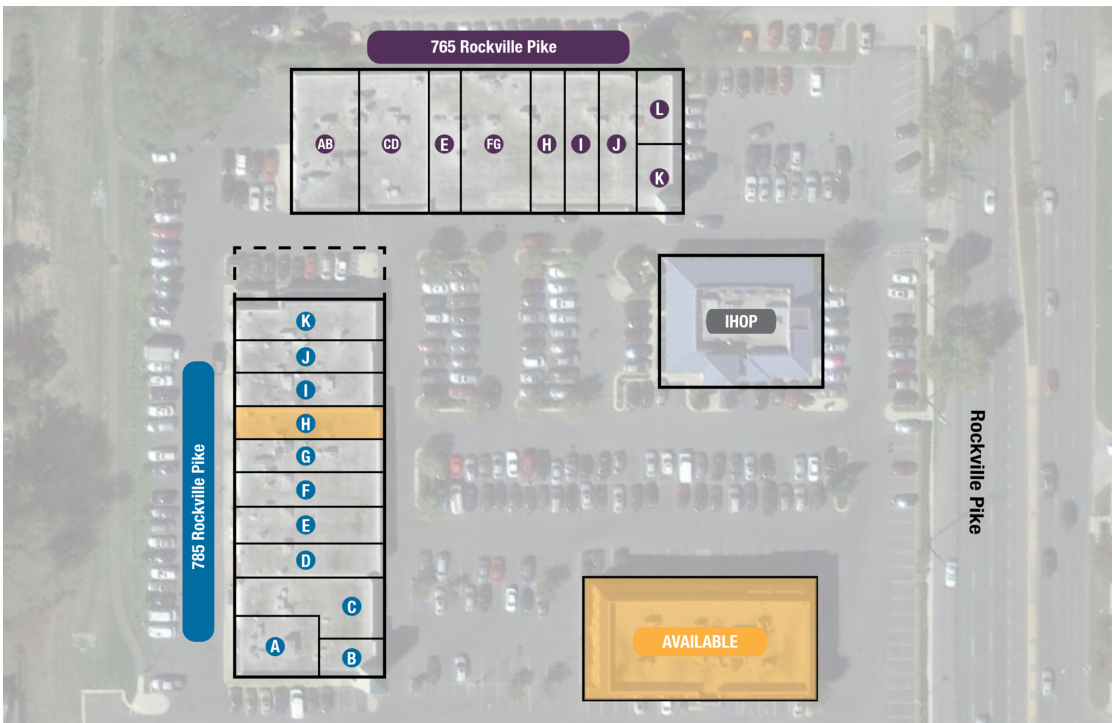 765 Rockville Pike
L
AB
CD
E
FG
H
I
J
K
K
IHOP
J
I
H
G
F
E
D
C
A
B
785 Rockville Pike
Rockville Pike
AVAILABLE